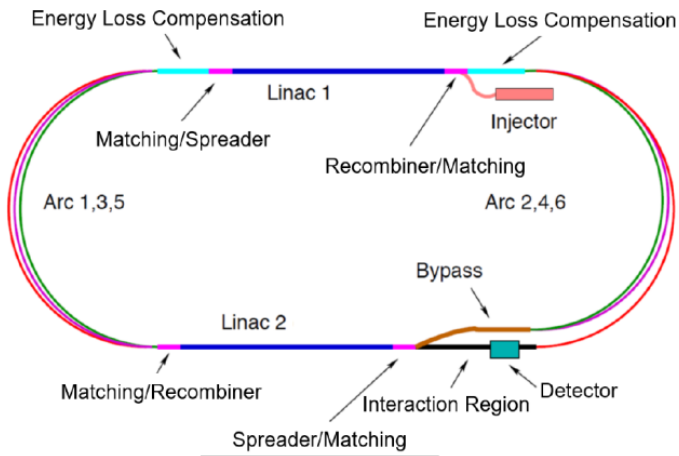 Energy Loss Compensation
Energy Loss Compensation
Linac 1
Injector
Matching/Spreader
Recombiner/Matching
Arc 1,3,5
Arc 2,4,6
Bypass
Linac 2
Matching/Recombiner
Interaction Region
Detector
Spreader/Matching